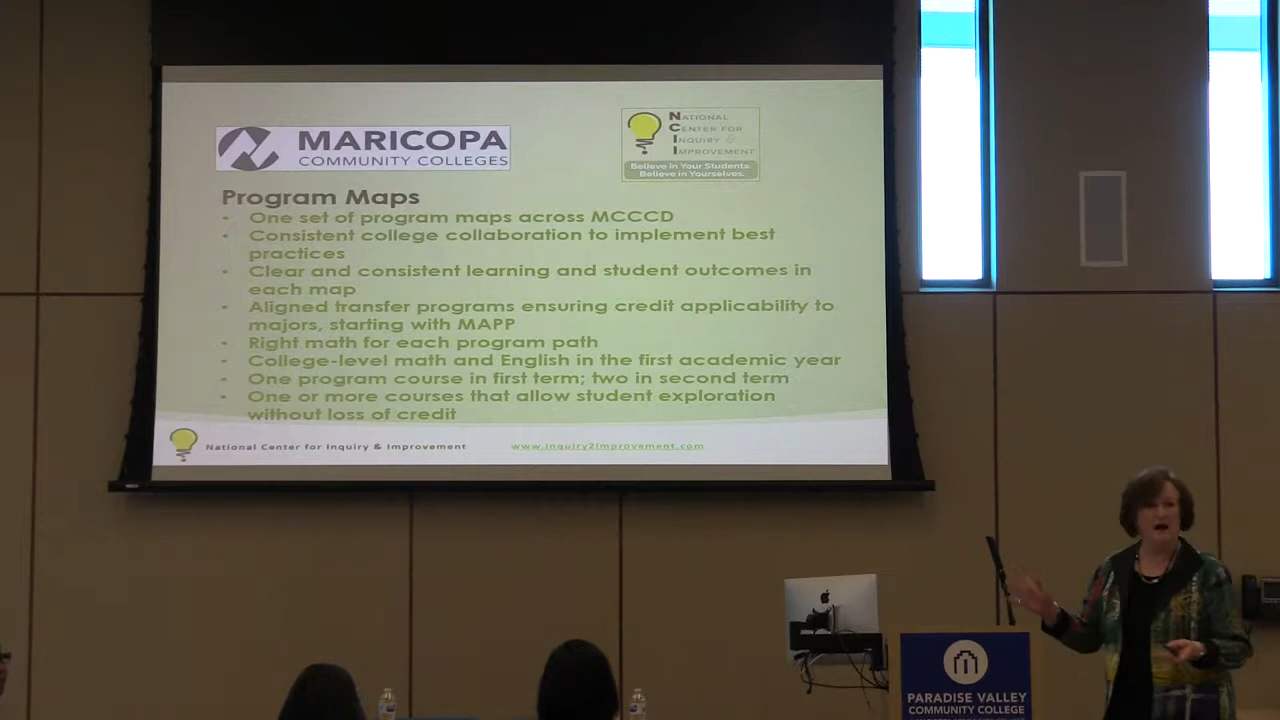 MARICOPA
COMMUNITY COLLEGES
NATIONAL
CENTER FOR
INQUIRY &
IMPROVEMENT
Believe in Your Students.
Believe in Yourselves.
Program Maps
• One set of program maps across MCCCD
• Consistent college collaboration to implement best
practices
• Clear and consistent learning and student outcomes in
each map
• Aligned transfer programs ensuring credit applicability to
majors, starting with MAPP
• Right math for each program path
• College-level math and English in the first academic year
• One program course in first term; two in second term
• One or more courses that allow student exploration
without loss of credit
National Center for Inquiry & Improvement
www.inquiry2improvement.com
PARADISE VALLEY
COMMUNITY COLLEGE